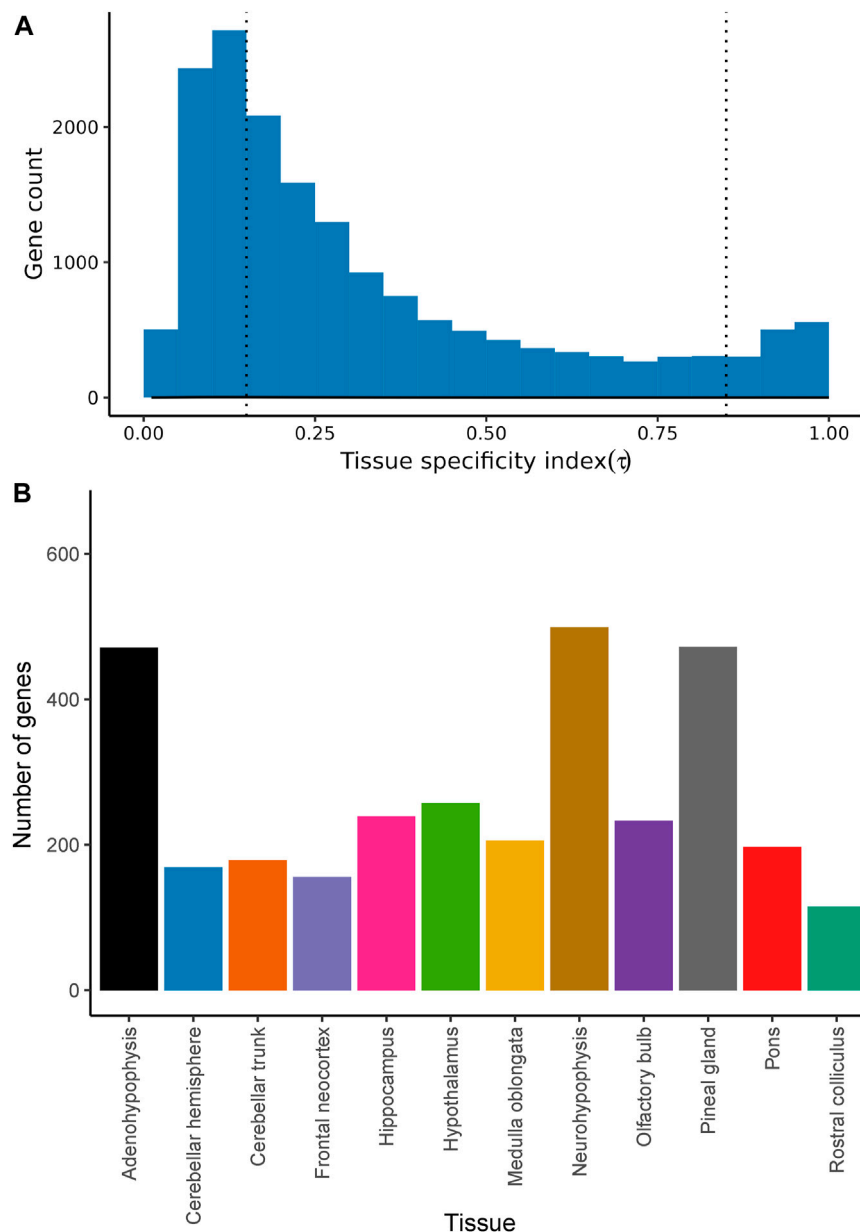 A
Gene count
2000
1000
0
0.00 0.25 0.50 0.75 1.00
Tissue specificity index(τ)
B
Number of genes
600
400
200
0
Adenohypophysis
Cerebellar hemisphere
Cerebellar trunk
Frontal neocortex
Hippocampus
Hypothalamus
Medulla oblongata
Neurohypophysis
Olfactory bulb
Pineal gland
Pons
Rostral colliculus
Tissue